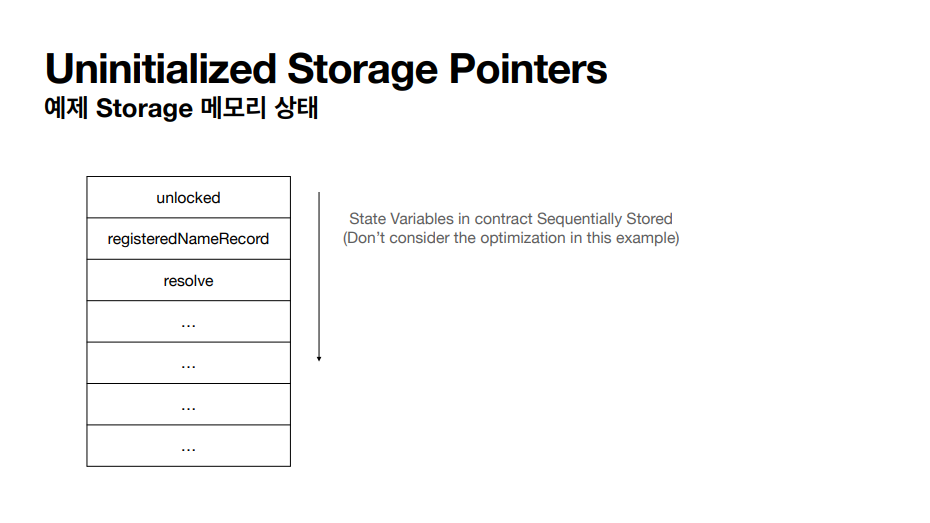 Uninitialized Storage Pointers
예제 Storage 메모리 상태
unlocked
registeredNameRecord
resolve
…
…
…
…
State Variables in contract Sequentially Stored
(Don’t consider the optimization in this example)